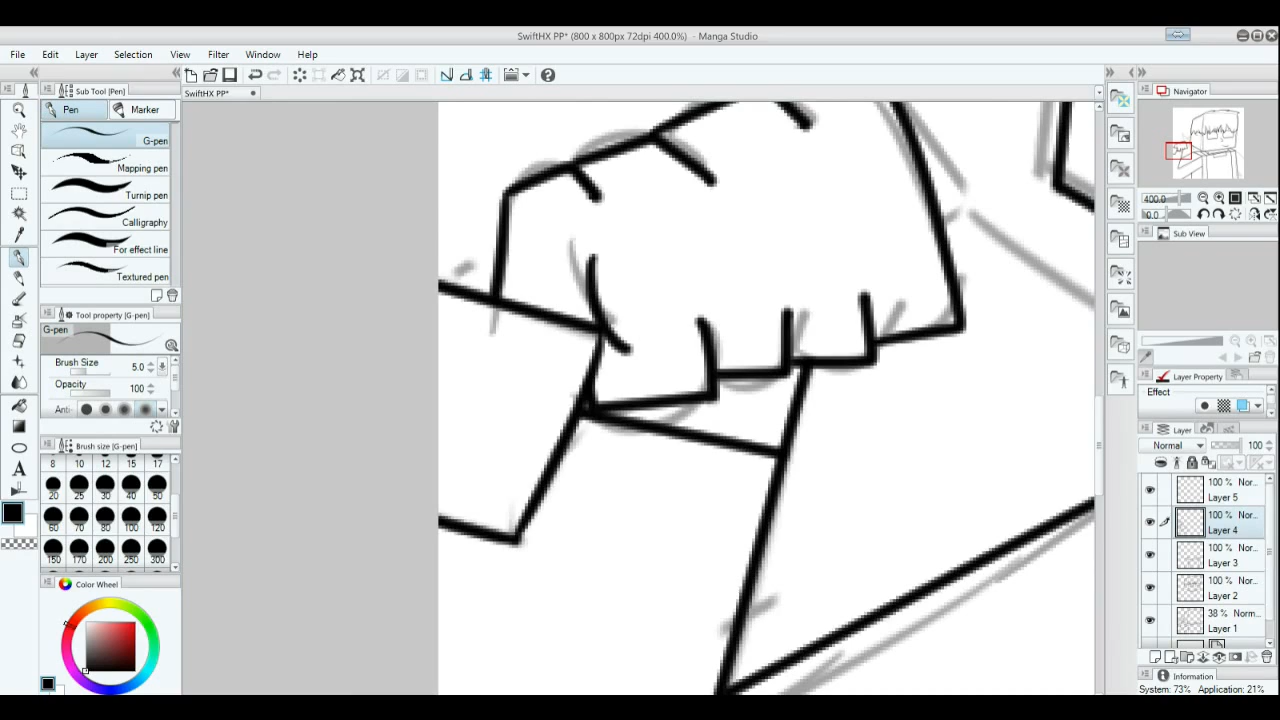 SwiftHX PP* (800 x 800px 72dpi 400.0%) - Manga Studio
File Edit Layer Selection View Filter Window Help
Sub Tool [Pen]
SwiftHX PP*
Navigator
Pen Marker
G-pen
Mapping pen
Turnip pen
Calligraphy
For effect line
Textured pen
400.0
0.0
Sub View
Tool property [G-pen]
G-pen
Brush Size 5.0
Opacity 100
Anti-
Layer Property
Effect
Brush size [G-pen]
8 10 12 15 17
20 25 30 40 50
60 70 80 100 120
150 170 200 250 300
Layer
Normal 100
100 % Nor...
Layer 5
100 % Nor...
Layer 4
100 % Nor...
Layer 3
100 % Nor...
Layer 2
38 % Norm...
Layer 1
Color Wheel
Information
System: 73% Application: 21%